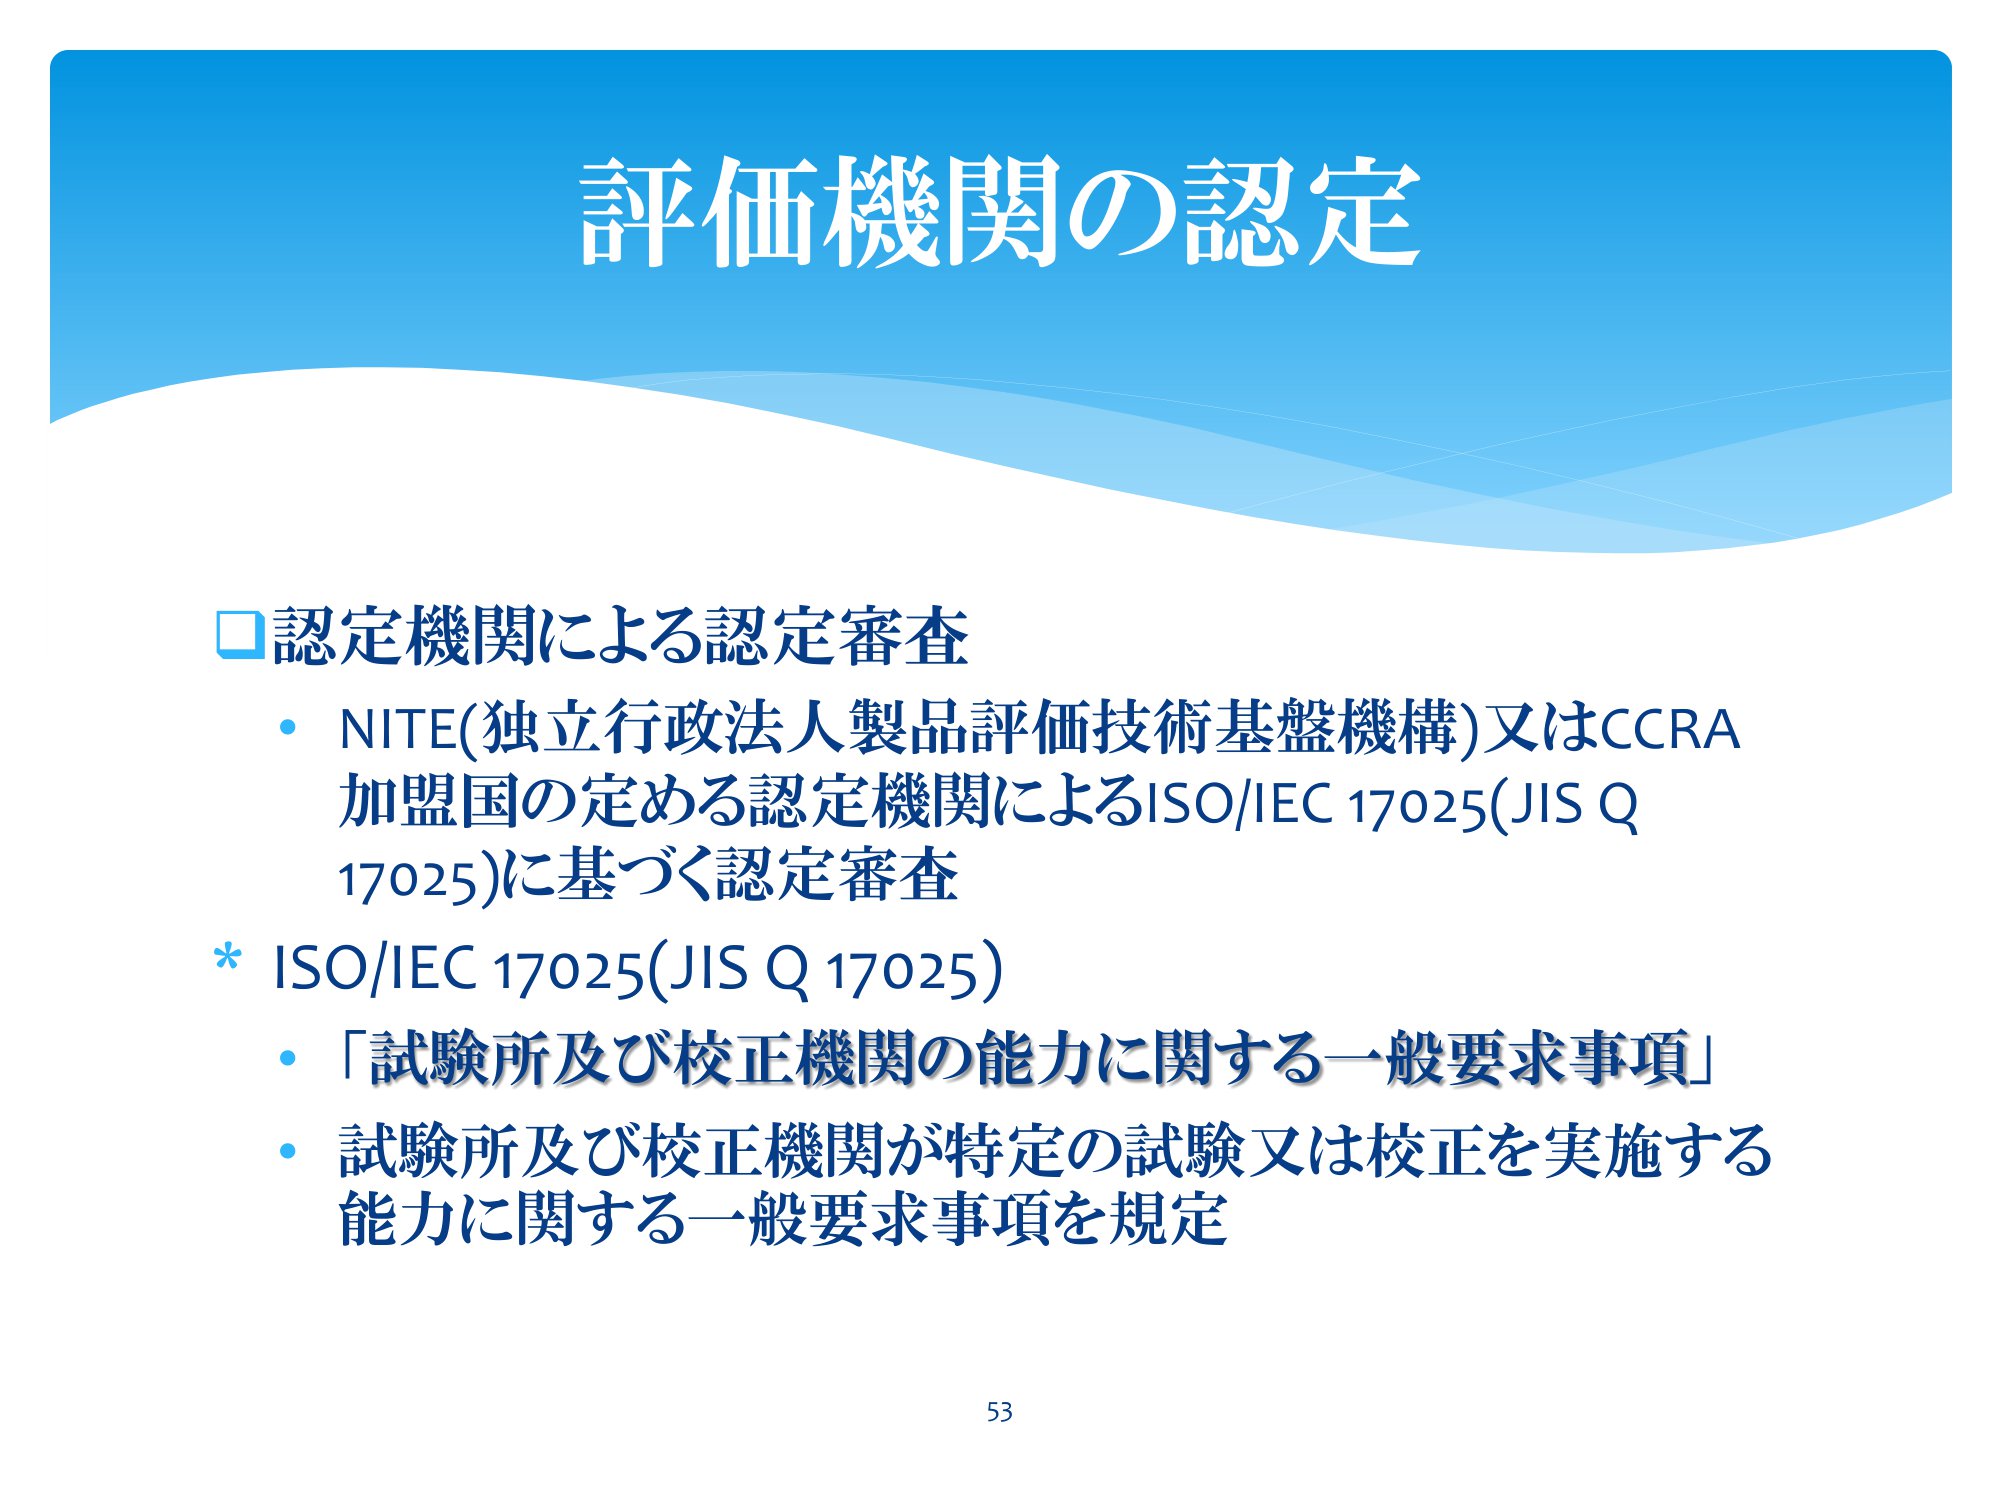 評価機関の認定
❑認定機関による認定審査
• NITE(独立行政法人製品評価技術基盤機構)又はCCRA
加盟国の定める認定機関によるISO/IEC 17025(JIS Q
17025)に基づく認定審査
* ISO/IEC 17025(JIS Q 17025)
• 「試験所及び校正機関の能力に関する一般要求事項」
• 試験所及び校正機関が特定の試験又は校正を実施する
能力に関する一般要求事項を規定
53